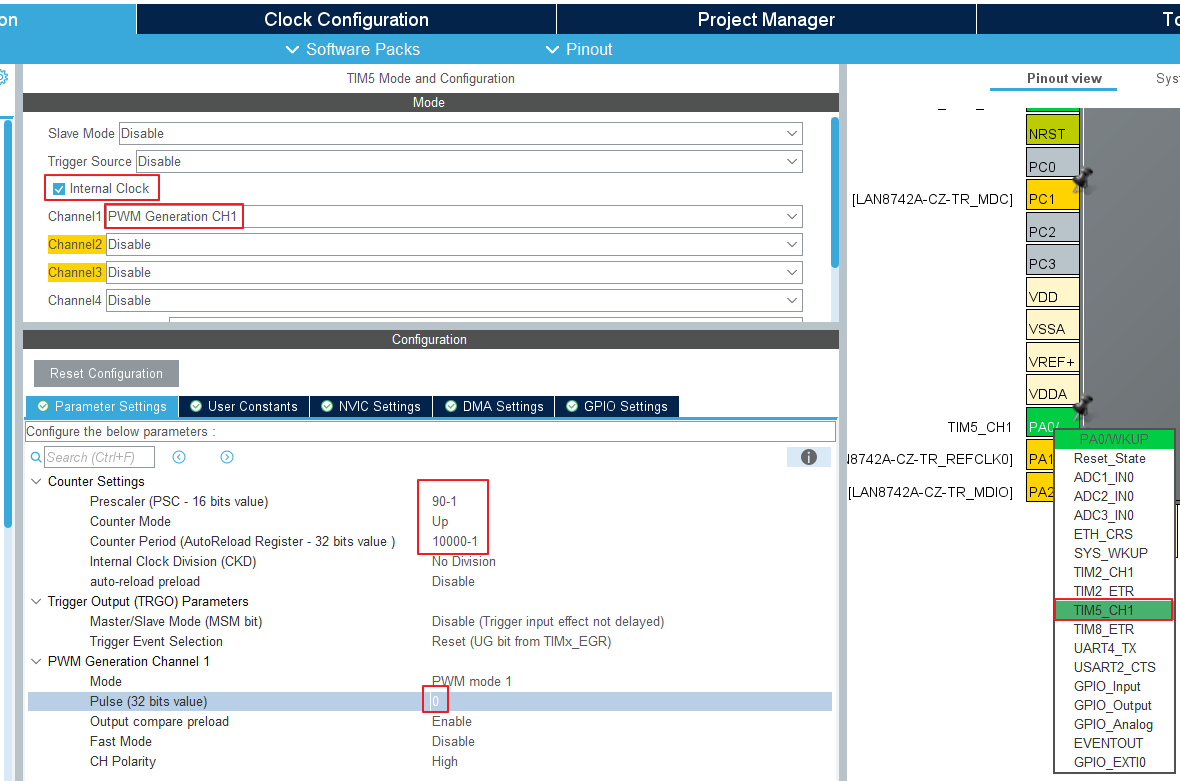 on
Clock Configuration
Project Manager
To
Software Packs
Pinout
TIM5 Mode and Configuration
Mode
Slave Mode Disable
Trigger Source Disable
Internal Clock
Channel1 PWM Generation CH1
Channel2 Disable
Channel3 Disable
Channel4 Disable
Configuration
Reset Configuration
Parameter Settings
User Constants
NVIC Settings
DMA Settings
GPIO Settings
Configure the below parameters :
Search (Ctrl+F)
Counter Settings
Prescaler (PSC - 16 bits value) 90-1
Counter Mode Up
Counter Period (AutoReload Register - 32 bits value ) 10000-1
Internal Clock Division (CKD) No Division
auto-reload preload Disable
Trigger Output (TRGO) Parameters
Master/Slave Mode (MSM bit) Disable (Trigger input effect not delayed)
Trigger Event Selection Reset (UG bit from TIMx_EGR)
PWM Generation Channel 1
Mode PWM mode 1
Pulse (32 bits value) 0
Output compare preload Enable
Fast Mode Disable
CH Polarity High
Pinout view
Syst
NRST
PC0
[LAN8742A-CZ-TR_MDC] PC1
PC2
PC3
VDD
VSSA
VREF+
VDDA
TIM5_CH1 PA0/
N8742A-CZ-TR_REFCLK0] PA1
[LAN8742A-CZ-TR_MDIO] PA2
PA0/WKUP
Reset_State
ADC1_IN0
ADC2_IN0
ADC3_IN0
ETH_CRS
SYS_WKUP
TIM2_CH1
TIM2_ETR
TIM5_CH1
TIM8_ETR
UART4_TX
USART2_CTS
GPIO_Input
GPIO_Output
GPIO_Analog
EVENTOUT
GPIO_EXTI0